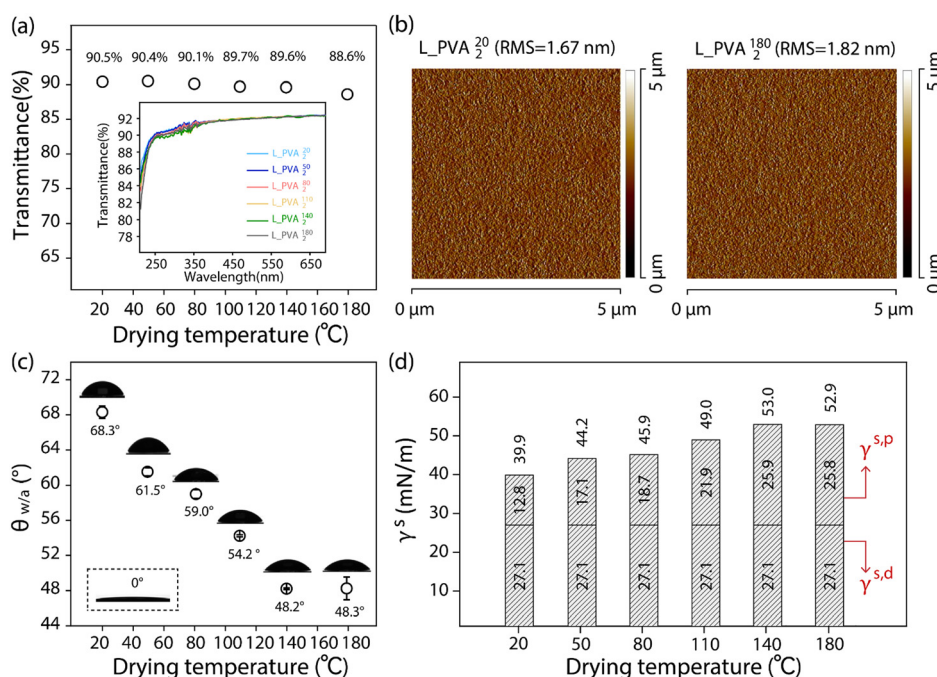 (a)
Transmittance(%)
95
90
85
80
75
70
65
90.5% 90.4% 90.1% 89.7% 89.6% 88.6%
Transmittance(%)
92
90
88
86
84
82
80
78
L_PVA 20 2
L_PVA 50 2
L_PVA 80 2
L_PVA 110 2
L_PVA 140 2
L_PVA 180 2
250 350 450 550 650
Wavelength(nm)
20 40 60 80 100 120 140 160 180
Drying temperature (°C)
(b)
L_PVA 20 2 (RMS=1.67 nm)
5 μm
0 μm
0 μm 5 μm
L_PVA 180 2 (RMS=1.82 nm)
5 μm
0 μm
0 μm 5 μm
(c)
θ w/a (°)
72
68
64
60
56
52
48
44
68.3°
61.5°
59.0°
54.2 °
48.2°
48.3°
0°
20 40 60 80 100 120 140 160 180
Drying temperature (°C)
(d)
γ s (mN/m)
60
50
40
30
20
10
39.9 44.2 45.9 49.0 53.0 52.9
12.8 17.1 18.7 21.9 25.9 25.8
27.1 27.1 27.1 27.1 27.1 27.1
γ s,p
γ s,d
20 50 80 110 140 180
Drying temperature (°C)